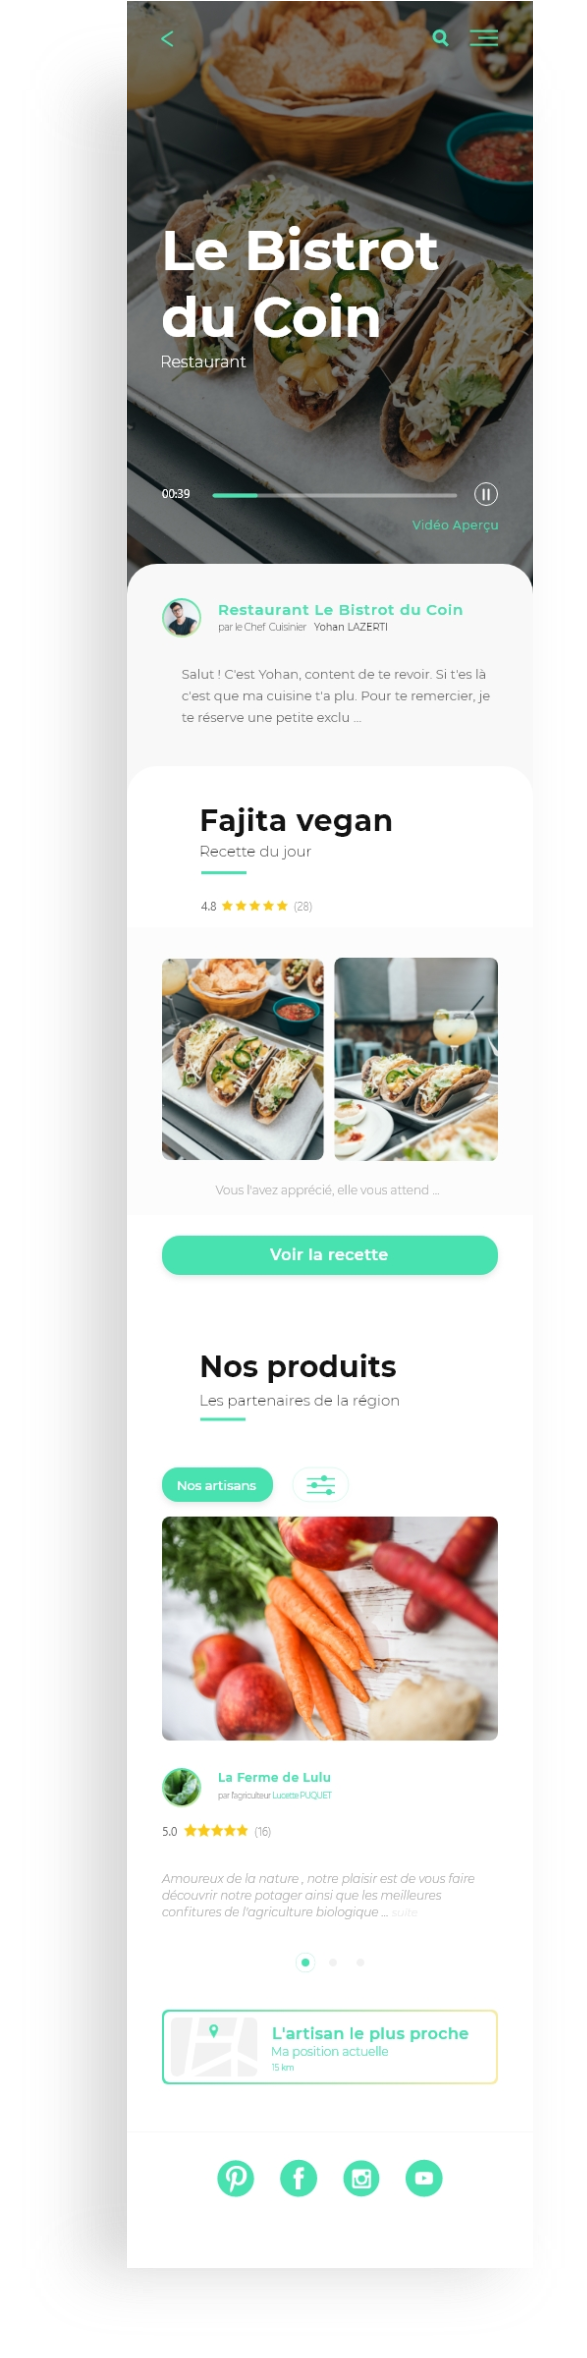 Le Bistrot
du Coin
Restaurant
00:39
Vidéo Aperçu
Restaurant Le Bistrot du Coin
par le Chef Cuisinier Yohan LAZERTI
Salut ! C'est Yohan, content de te revoir. Si t'es là
c'est que ma cuisine t'a plu. Pour te remercier, je
te réserve une petite exclu ...
Fajita vegan
Recette du jour
4.8 (28)
Vous l'avez apprécié, elle vous attend ...
Voir la recette
Nos produits
Les partenaires de la région
Nos artisans
La Ferme de Lulu
par l'agriculteur Lucette PUQUET
5.0 (16)
Amoureux de la nature , notre plaisir est de vous faire
découvrir notre potager ainsi que les meilleures
confitures de l'agriculture biologique ... suite
L'artisan le plus proche
Ma position actuelle
15 km